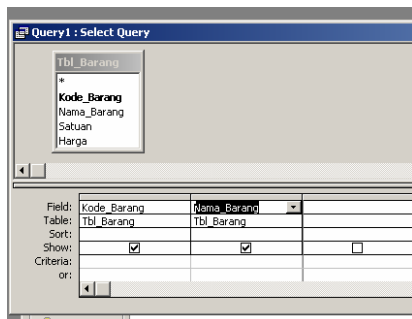 Query1 : Select Query
Tbl_Barang
*
Kode_Barang
Nama_Barang
Satuan
Harga
Field: Kode_Barang Nama_Barang
Table: Tbl_Barang Tbl_Barang
Sort:
Show:
Criteria:
or: